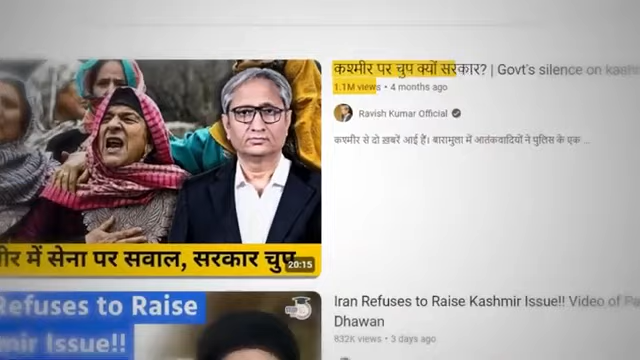 कश्मीर पर चुप क्यों सरकार? | Govt's silence on kashm
1.1M views • 4 months ago
Ravish Kumar Official
कश्मीर से दो ख़बरें आई हैं। बारामुला में आतंकवादियों ने पुलिस के एक ...
मीर में सेना पर सवाल, सरकार चुप
20:15
Refuses to Raise
mir Issue!!
Iran Refuses to Raise Kashmir Issue!! Video of Pa
Dhawan
832K views • 3 days ago